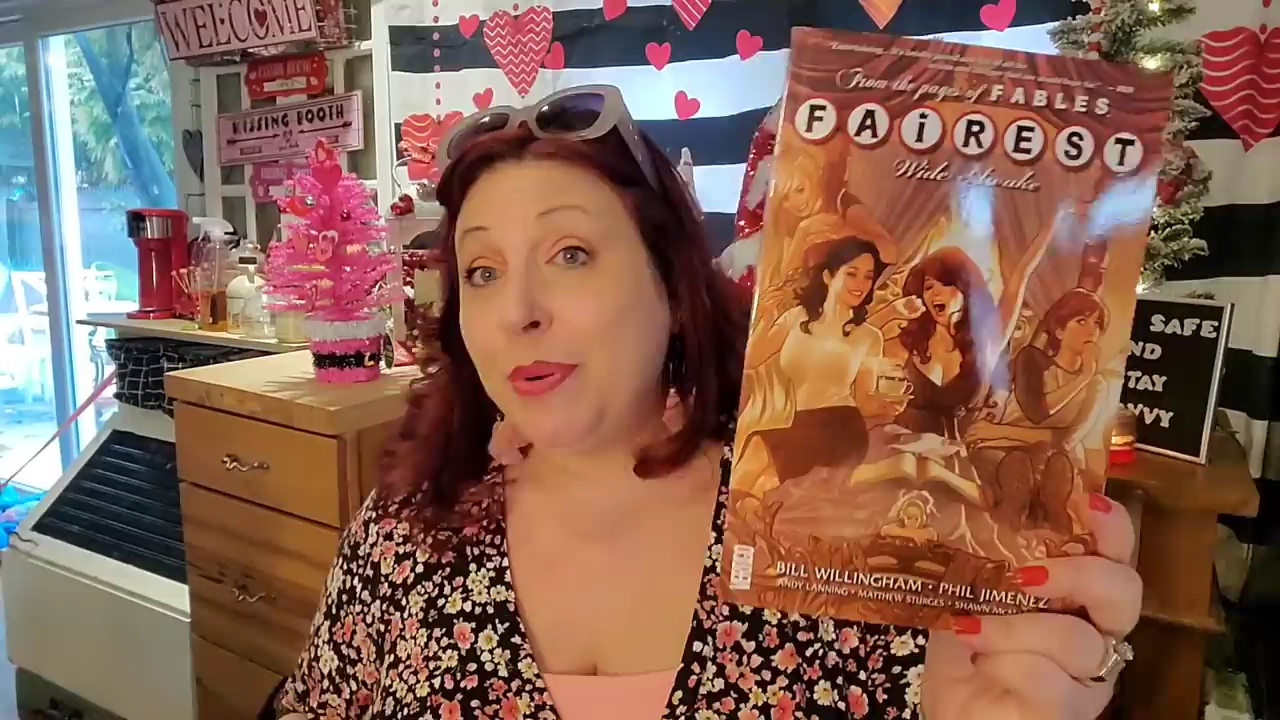 WELCOME
KISSING BOOTH
From the pages of FABLES
FAiREST
Wide Awake
BILL WILLINGHAM • PHIL JIMENEZ
ANDY LANNING • MATTHEW STURGES • SHAWN
SAFE
ND
TAY
VVY